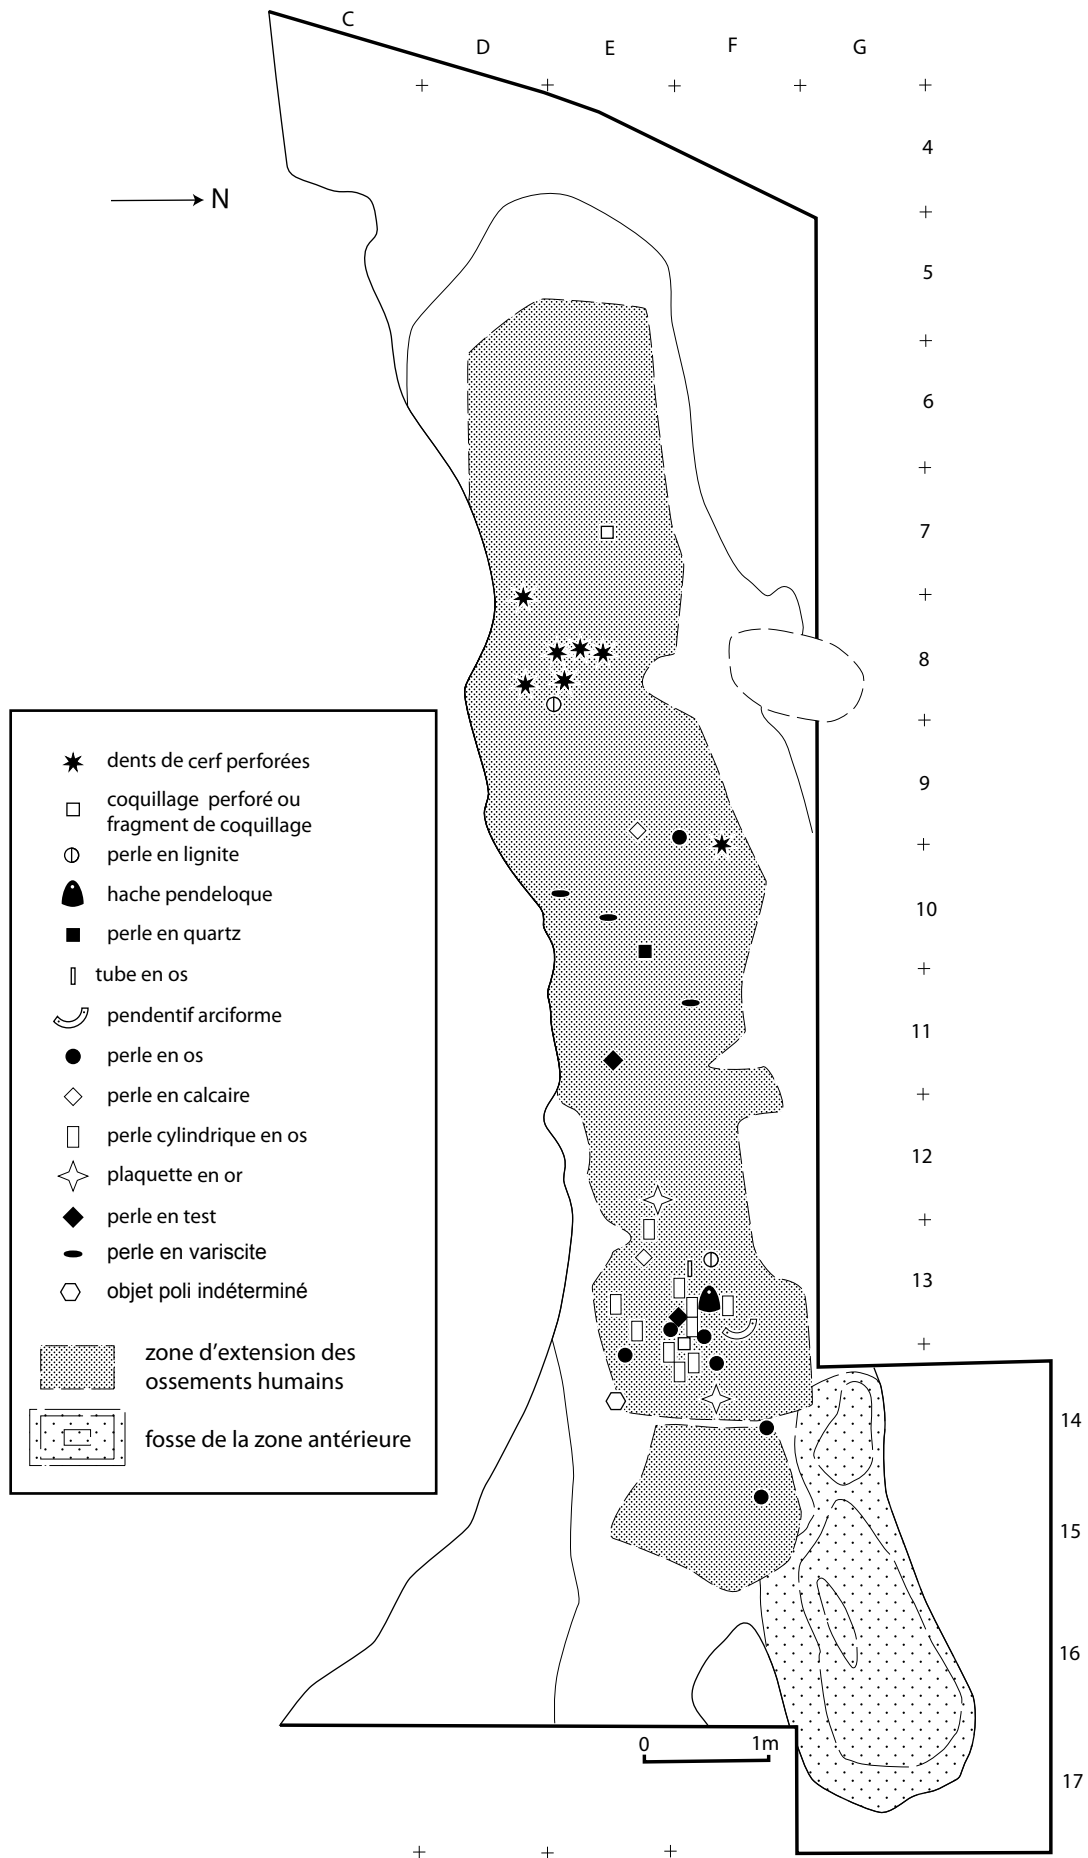 C
D
E
F
G
4
N
5
6
7
8
dents de cerf perforées
coquillage perforé ou
fragment de coquillage
perle en lignite
hache pendeloque
perle en quartz
tube en os
pendentif arciforme
perle en os
perle en calcaire
perle cylindrique en os
plaquette en or
perle en test
perle en variscite
objet poli indéterminé
zone d'extension des
ossements humains
fosse de la zone antérieure
9
10
11
12
13
14
15
16
0 1m
17